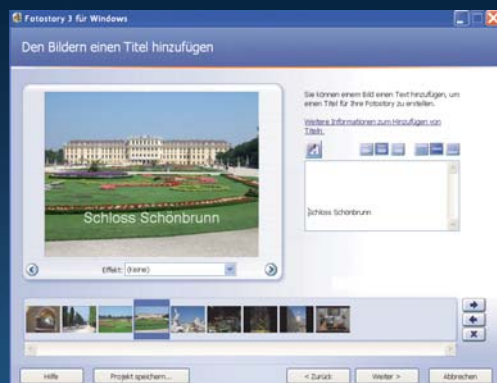 Fotostory 3 für Windows
Den Bildern einen Titel hinzufügen
Sie können einem Bild einen Text hinzufügen, um
einen Titel für Ihre Fotostory zu erstellen.
Weitere Informationen zum Hinzufügen von
Titeln.
Schloss Schönbrunn
Schloss Schönbrunn
Effekt: (Keine)
Hilfe
Projekt speichern...
< Zurück
Weiter >
Abbrechen